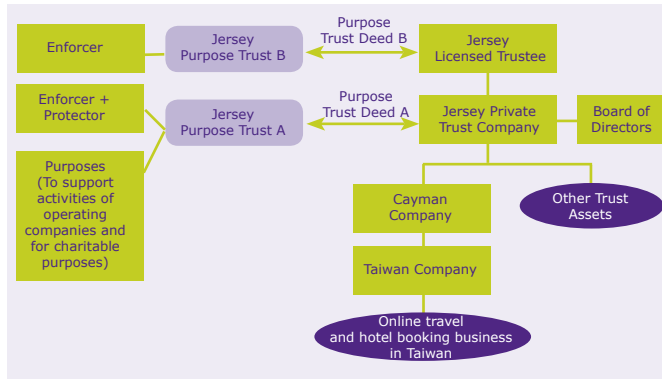 Enforcer
Jersey
Purpose Trust B
Purpose
Trust Deed B
Jersey
Licensed Trustee
Enforcer +
Protector
Jersey
Purpose Trust A
Purpose
Trust Deed A
Jersey Private
Trust Company
Board of
Directors
Purposes
(To support
activities of
operating
companies and
for charitable
purposes)
Cayman
Company
Other Trust
Assets
Taiwan Company
Online travel
and hotel booking business
in Taiwan